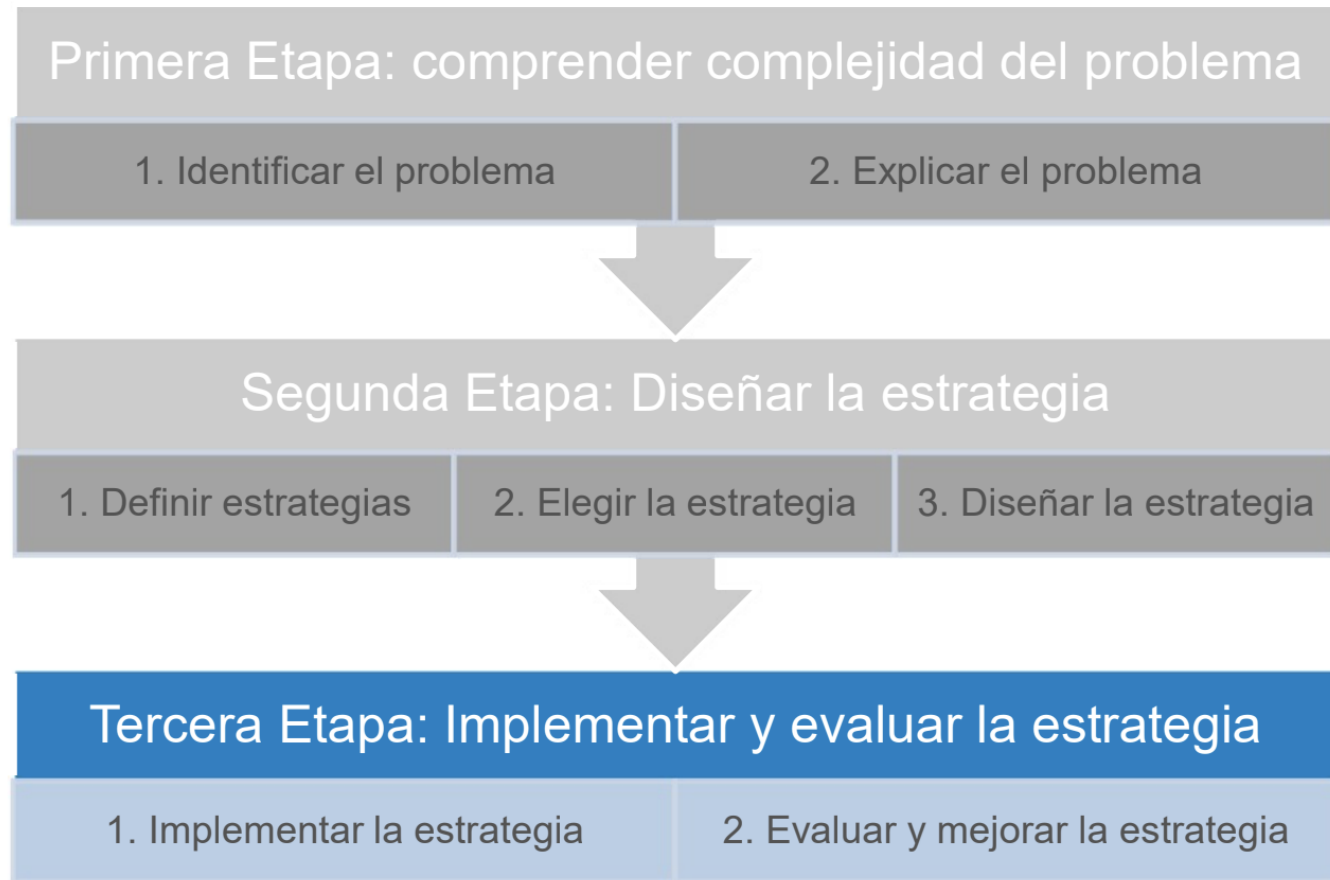 Primera Etapa: comprender complejidad del problema
1. Identificar el problema
2. Explicar el problema
Segunda Etapa: Diseñar la estrategia
1. Definir estrategias
2. Elegir la estrategia
3. Diseñar la estrategia
Tercera Etapa: Implementar y evaluar la estrategia
1. Implementar la estrategia
2. Evaluar y mejorar la estrategia